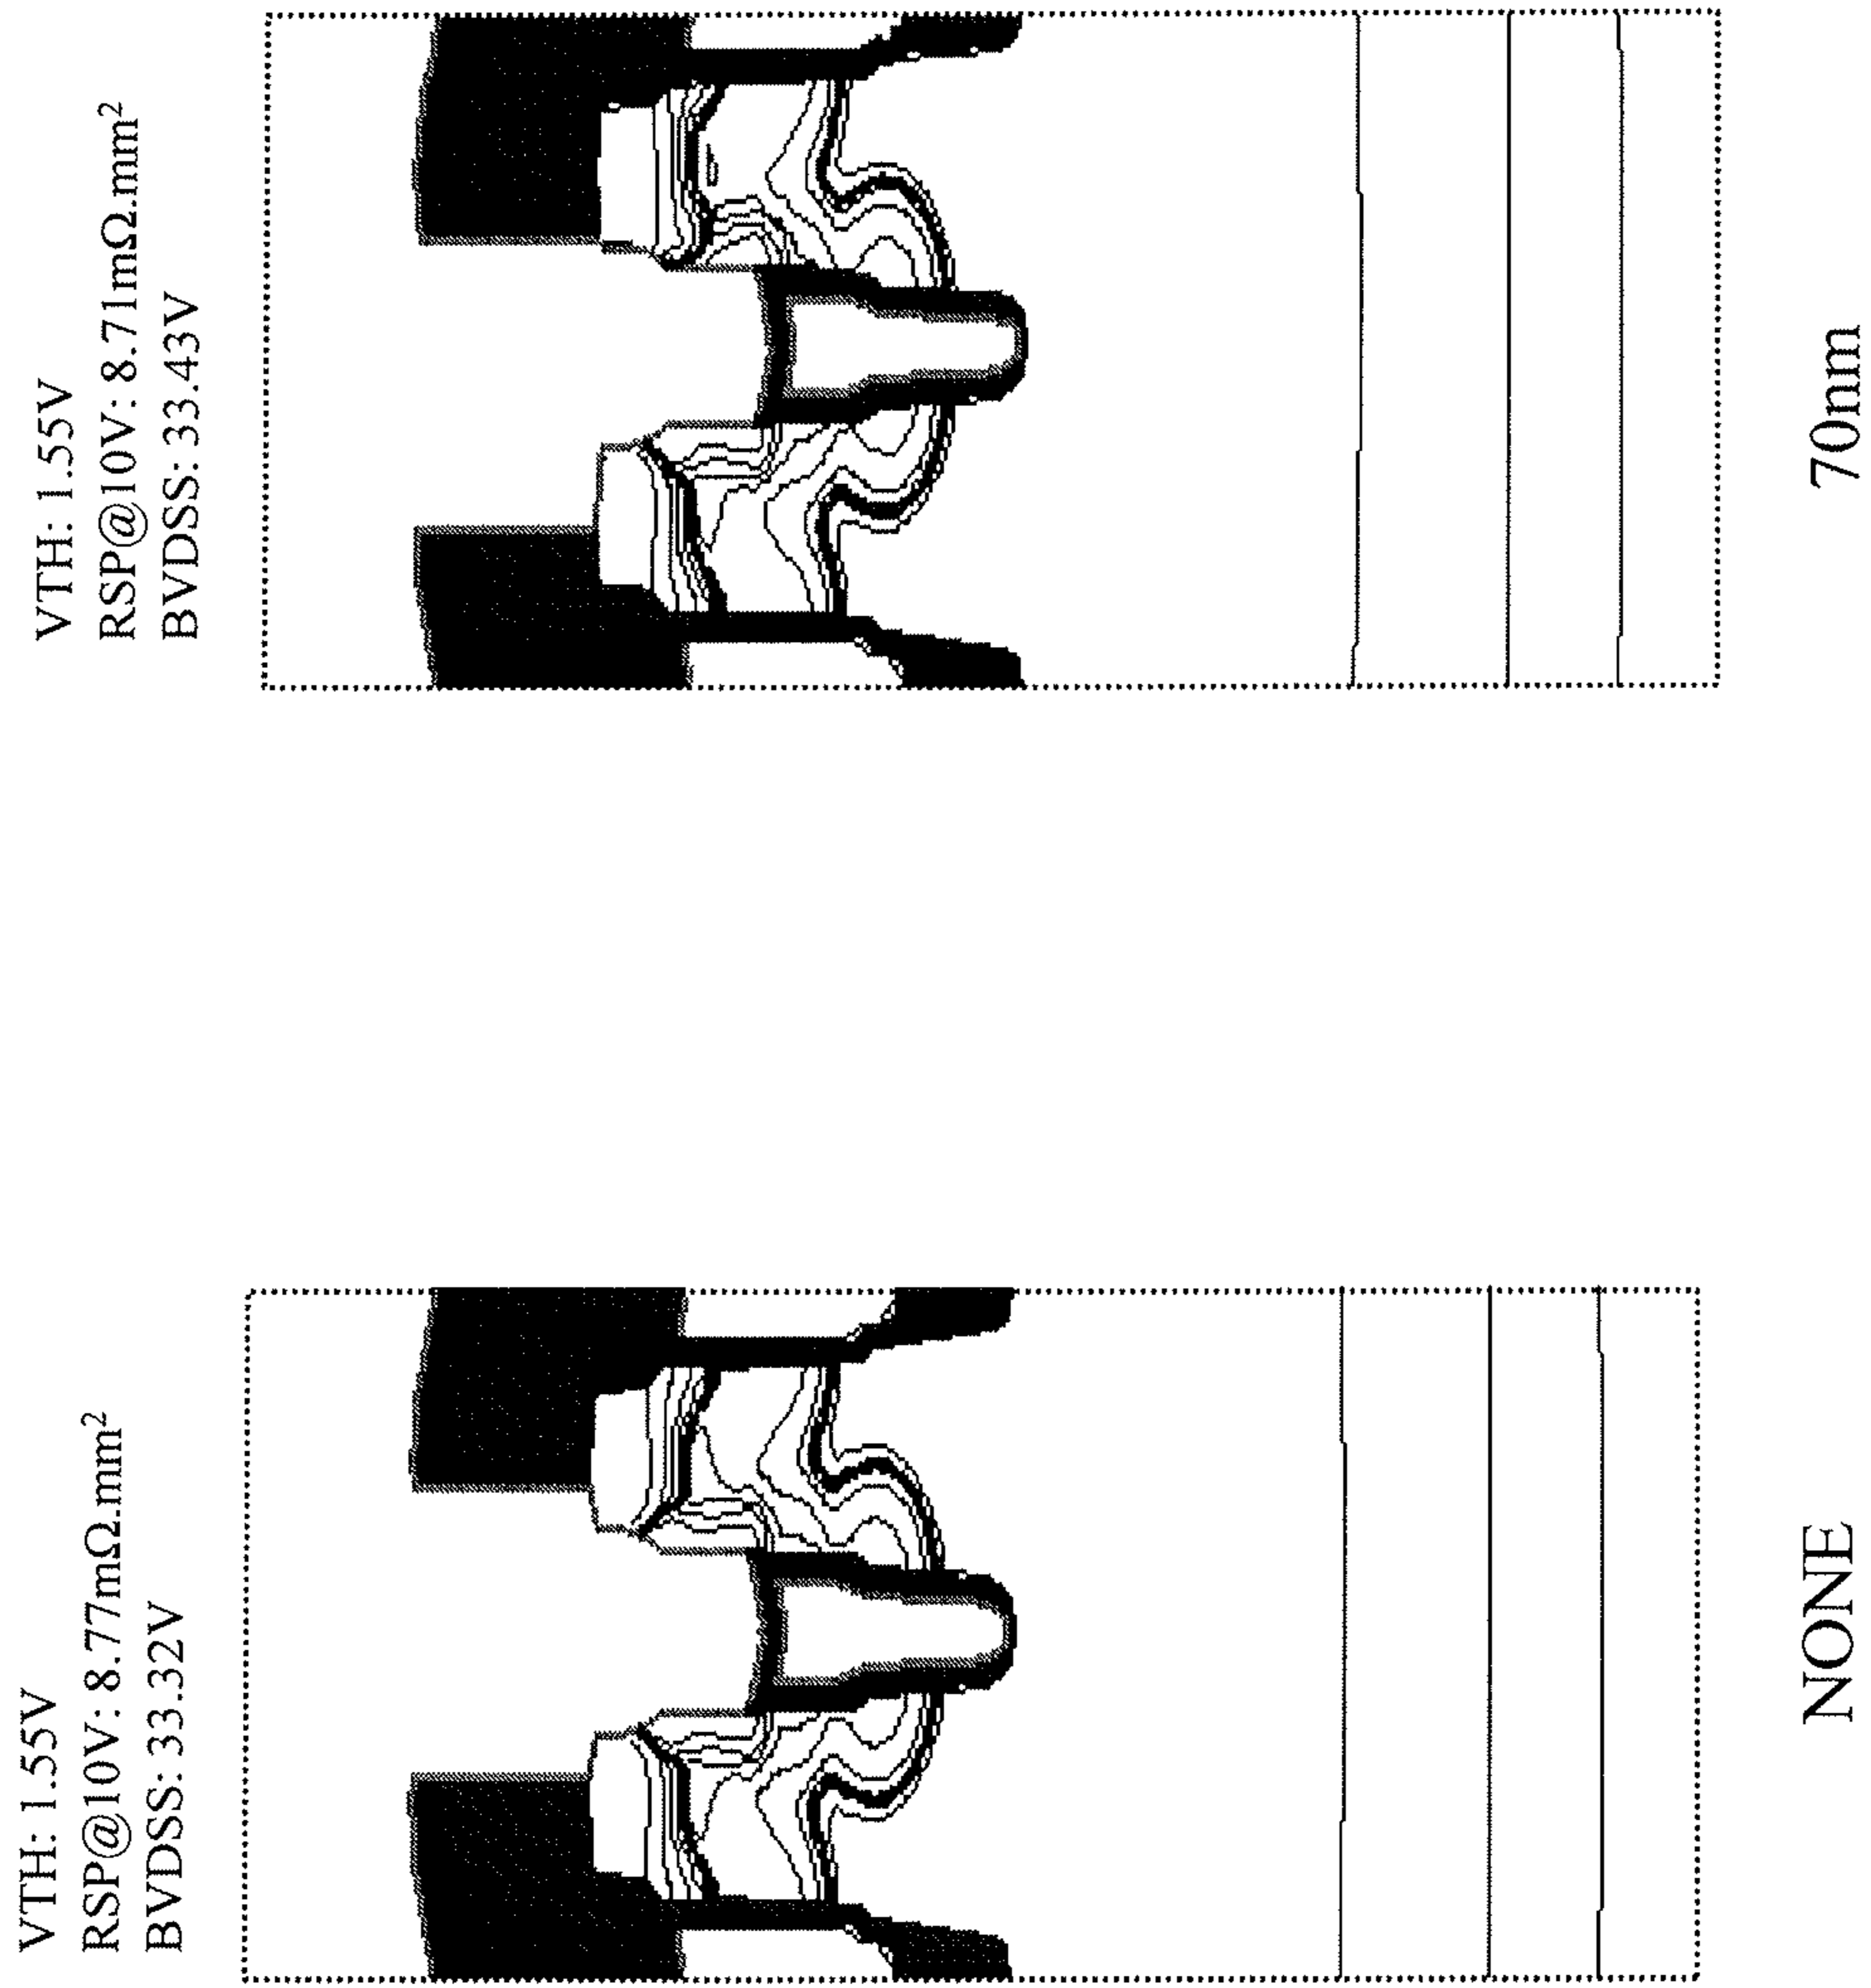 VTH: 1.55V
RSP@10V: 8.77mΩ.mm²
BVDSS: 33.32V
NONE
VTH: 1.55V
RSP@10V: 8.71mΩ.mm²
BVDSS: 33.43V
70nm